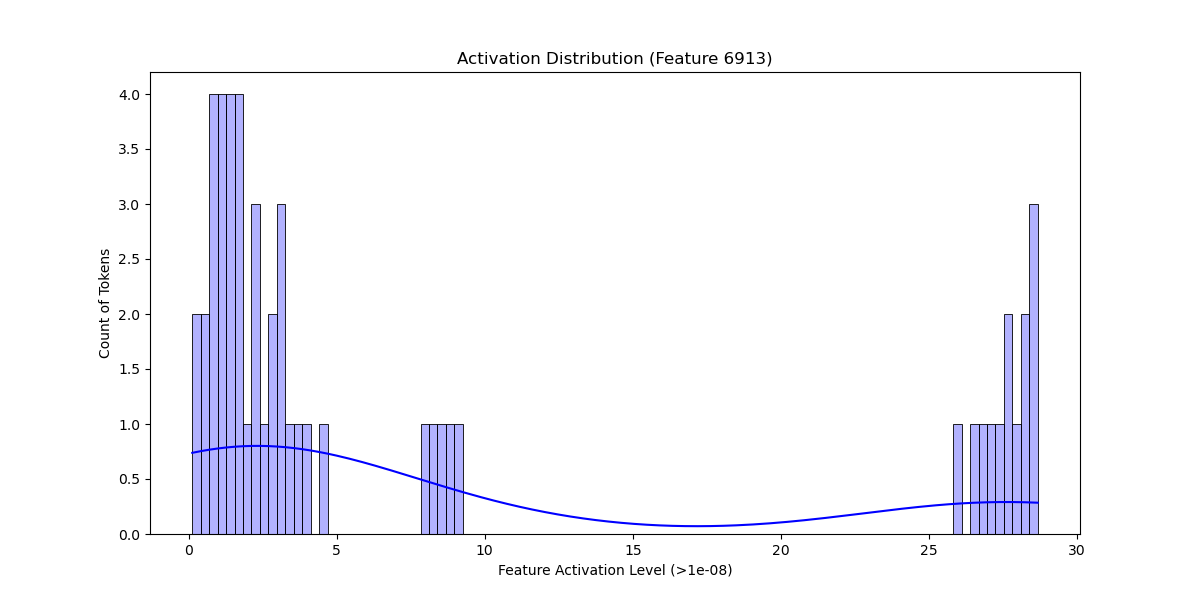 Activation Distribution (Feature 6913)
Count of Tokens
4.0
3.5
3.0
2.5
2.0
1.5
1.0
0.5
0.0
0 5 10 15 20 25 30
Feature Activation Level (>1e-08)